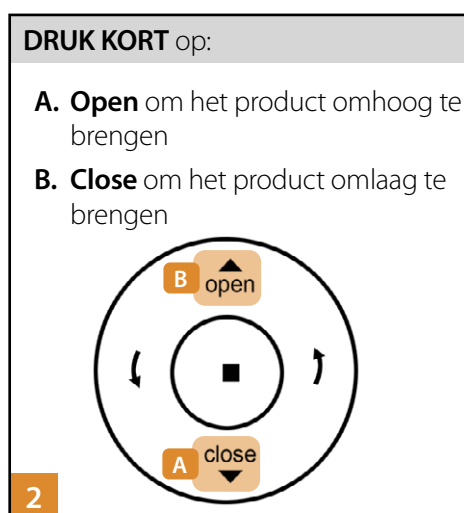 DRUK KORT op:
A. Open om het product omhoog te
brengen
B. Close om het product omlaag te
brengen
B open
A close
2